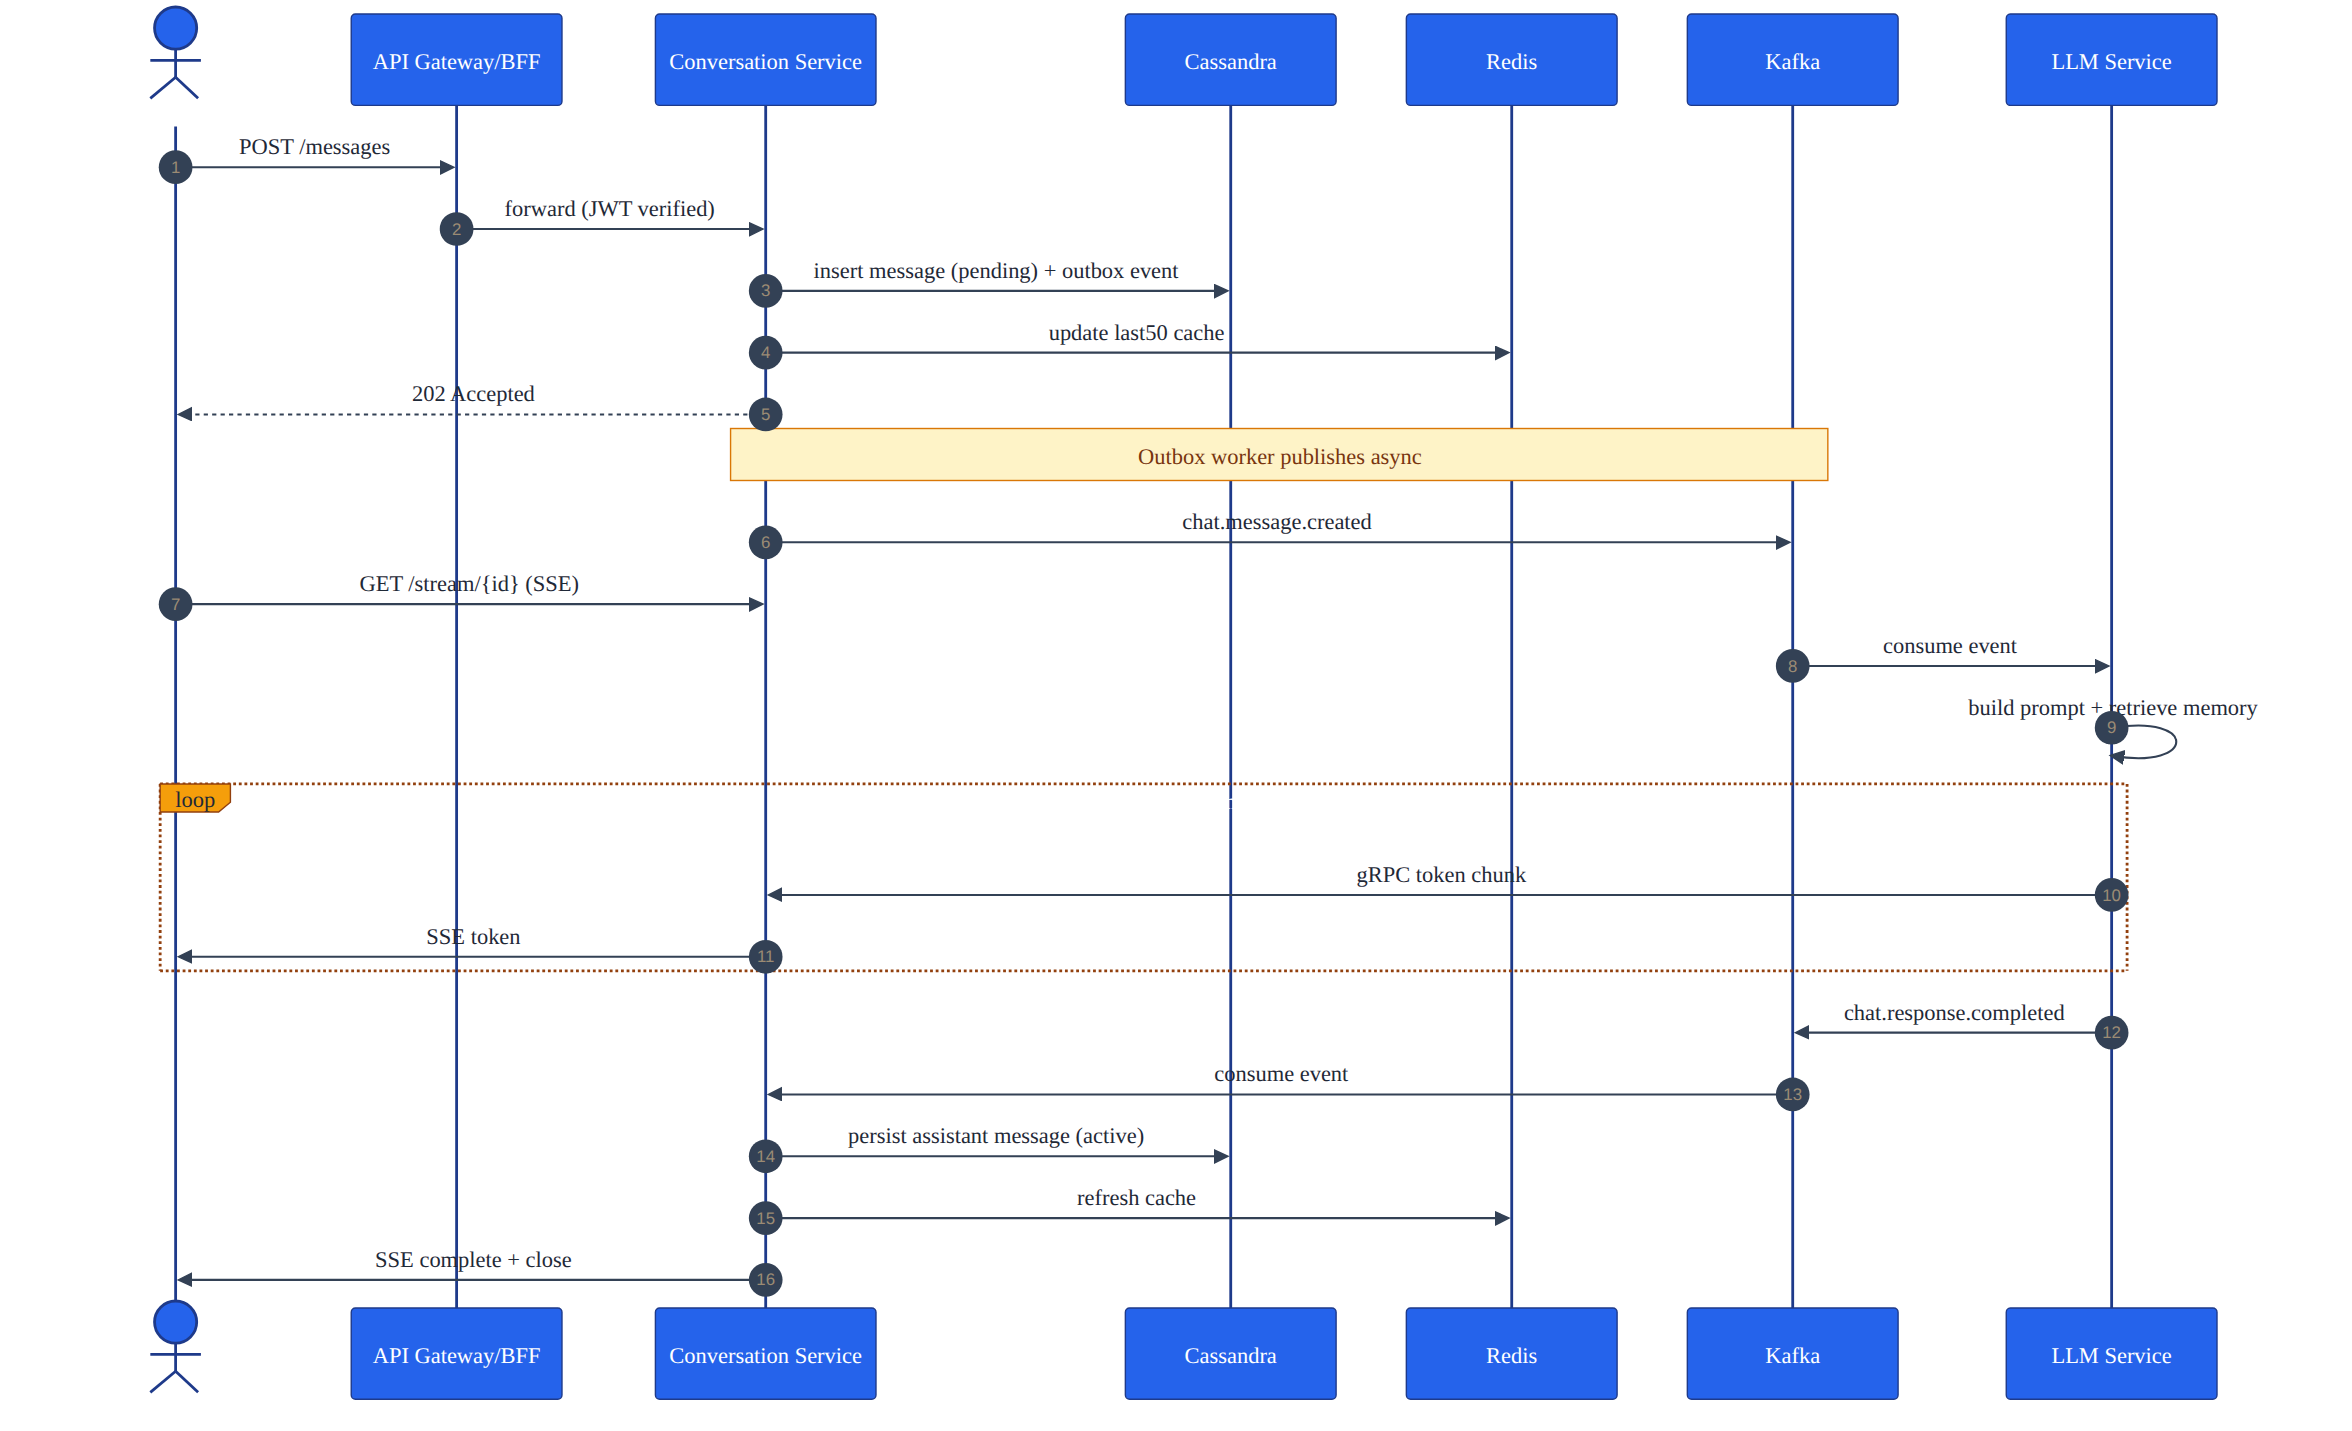 API Gateway/BFF
Conversation Service
Cassandra
Redis
Kafka
LLM Service
POST /messages
1
forward (JWT verified)
2
insert message (pending) + outbox event
3
update last50 cache
4
202 Accepted
5
Outbox worker publishes async
chat.message.created
6
GET /stream/{id} (SSE)
7
consume event
8
build prompt + retrieve memory
9
loop
gRPC token chunk
10
SSE token
11
chat.response.completed
12
consume event
13
persist assistant message (active)
14
refresh cache
15
SSE complete + close
16
API Gateway/BFF
Conversation Service
Cassandra
Redis
Kafka
LLM Service